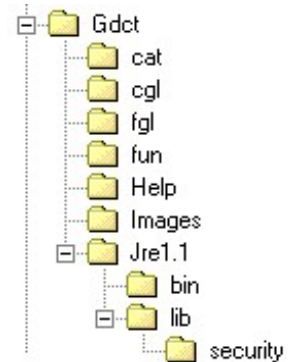 Gdct
cat
cgl
fgl
fun
Help
Images
Jre1.1
bin
lib
security